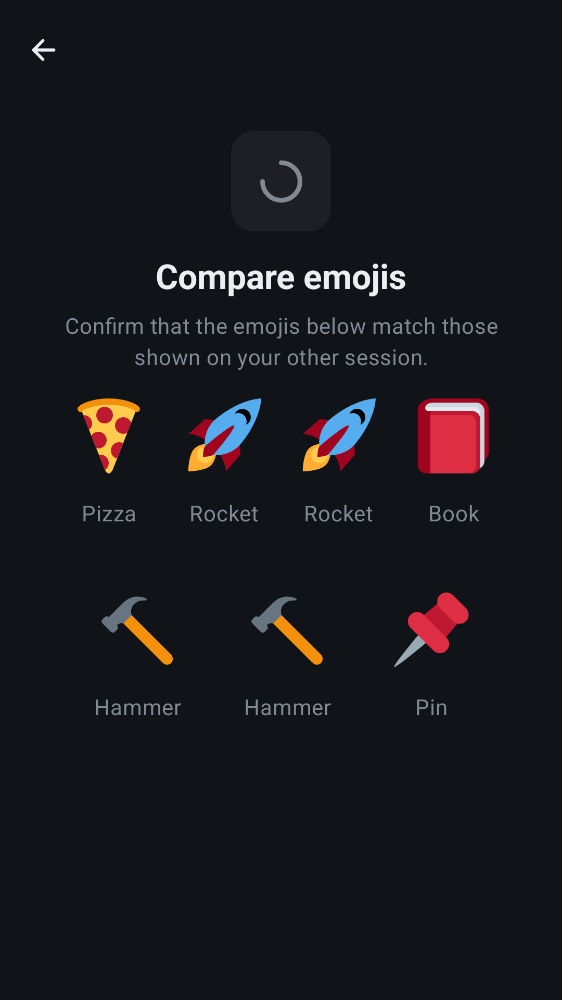 Compare emojis
Confirm that the emojis below match those
shown on your other session.
Pizza Rocket Rocket Book
Hammer Hammer Pin